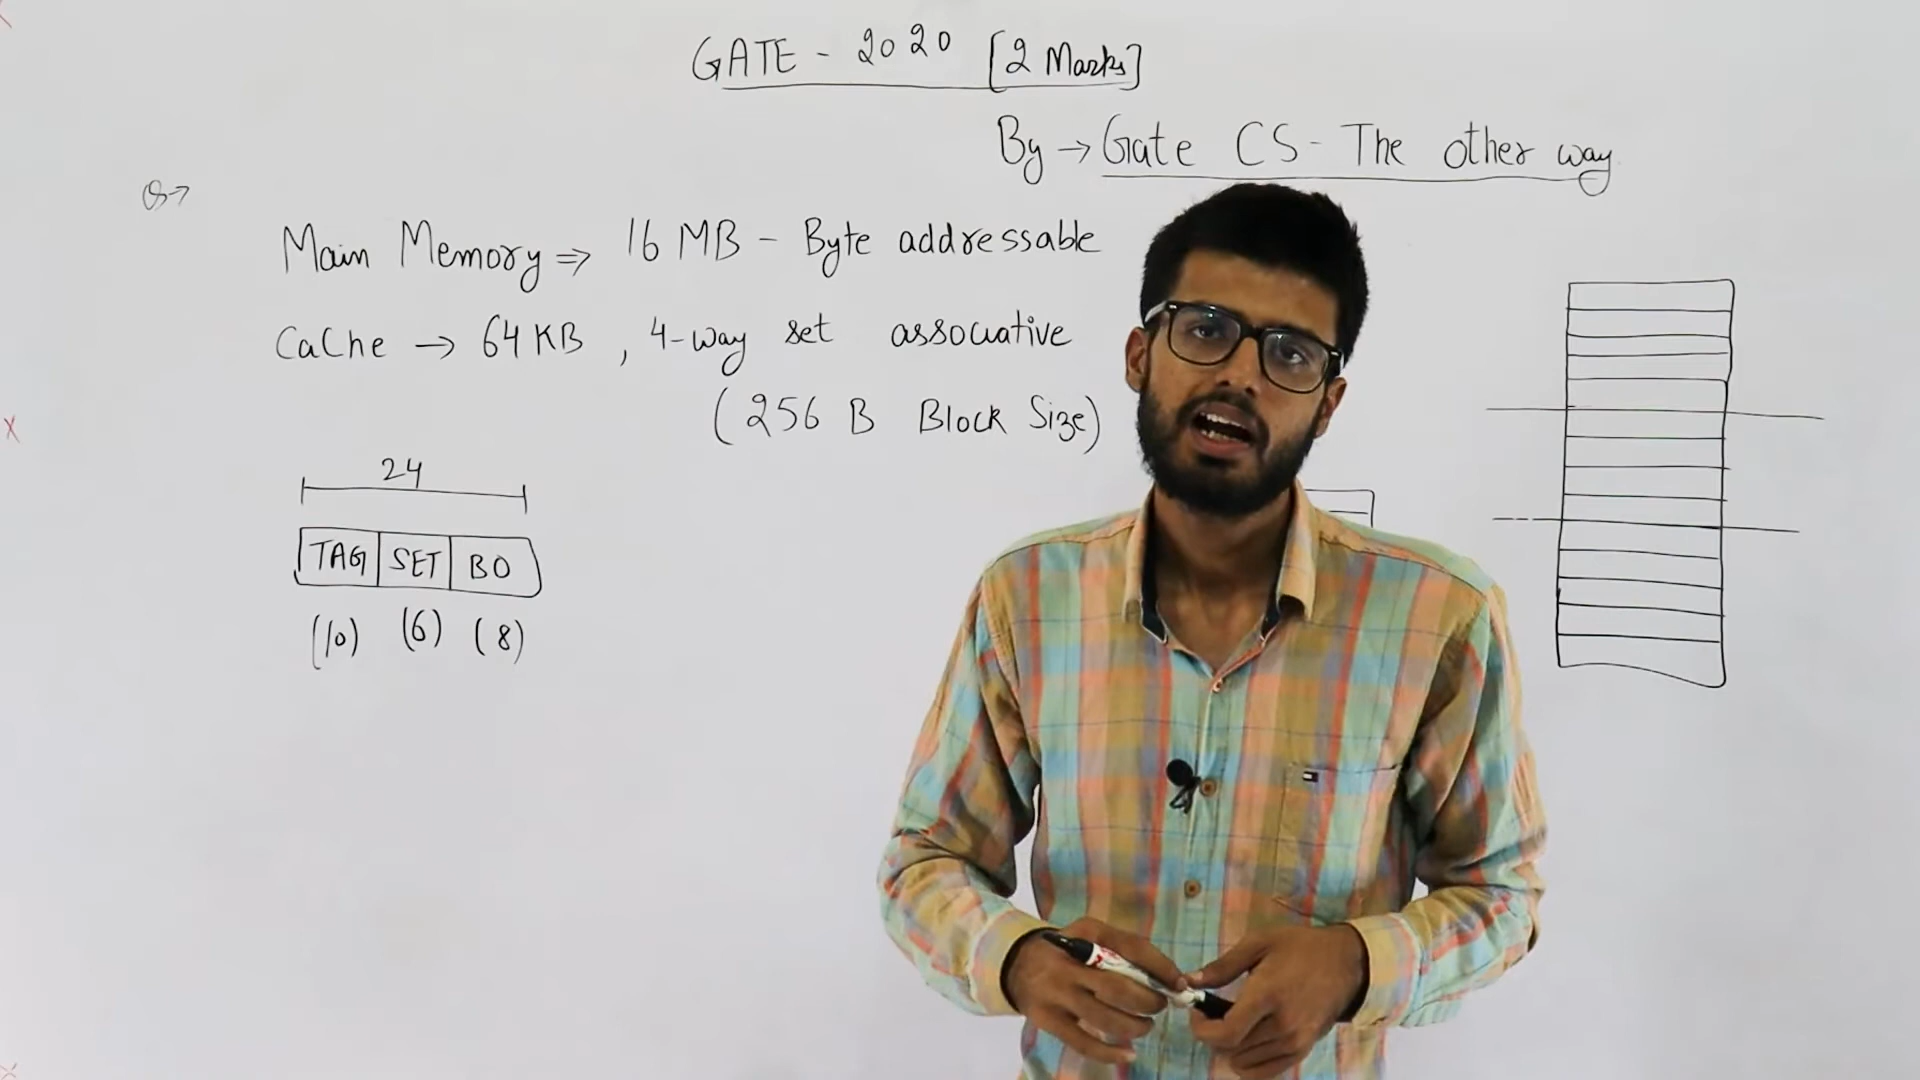 GATE - 2020 [2 Marks]
By → Gate CS - The other way
Q→
Main Memory ⇒ 16 MB - Byte addressable
CaChe → 64 KB , 4-way set associative
(256 B Block Size)
24
TAG SET BO
(10) (6) (8)